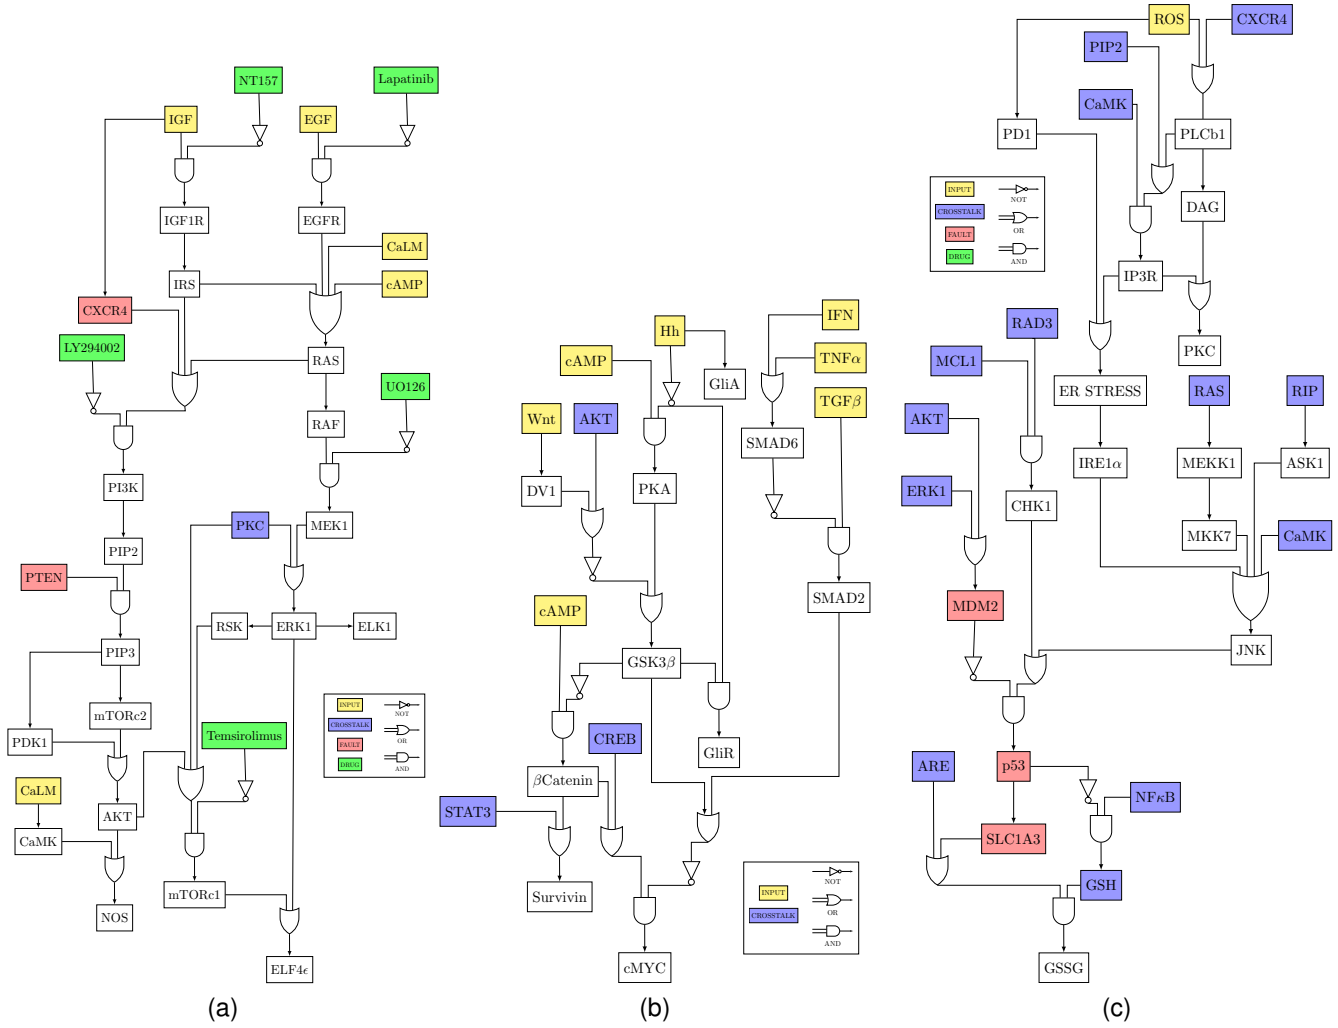 NT157
Lapatinib
IGF
EGF
IGF1R
EGFR
CaLM
IRS
cAMP
CXCR4
LY294002
RAS
UO126
RAF
PI3K
PKC
MEK1
PIP2
PTEN
RSK
ERK1
ELK1
PIP3
mTORc2
PDK1
Temsirolimus
CaLM
AKT
CaMK
mTORc1
NOS
ELF4ϵ
INPUT
NOT
CROSSTALK
OR
FAULT
DRUG
AND
(a)
IFN
Hh
cAMP
TNFα
GliA
TGFβ
Wnt
AKT
SMAD6
DV1
PKA
SMAD2
cAMP
GSK3β
CREB
GliR
βCatenin
STAT3
Survivin
cMYC
NOT
INPUT
OR
CROSSTALK
AND
(b)
ROS
CXCR4
PIP2
CaMK
PD1
PLCb1
DAG
IP3R
INPUT
NOT
CROSSTALK
OR
FAULT
DRUG
AND
RAD3
PKC
MCL1
ER STRESS
RAS
RIP
AKT
IRE1α
MEKK1
ASK1
ERK1
CHK1
MKK7
CaMK
MDM2
JNK
ARE
p53
NFκB
SLC1A3
GSH
GSSG
(c)